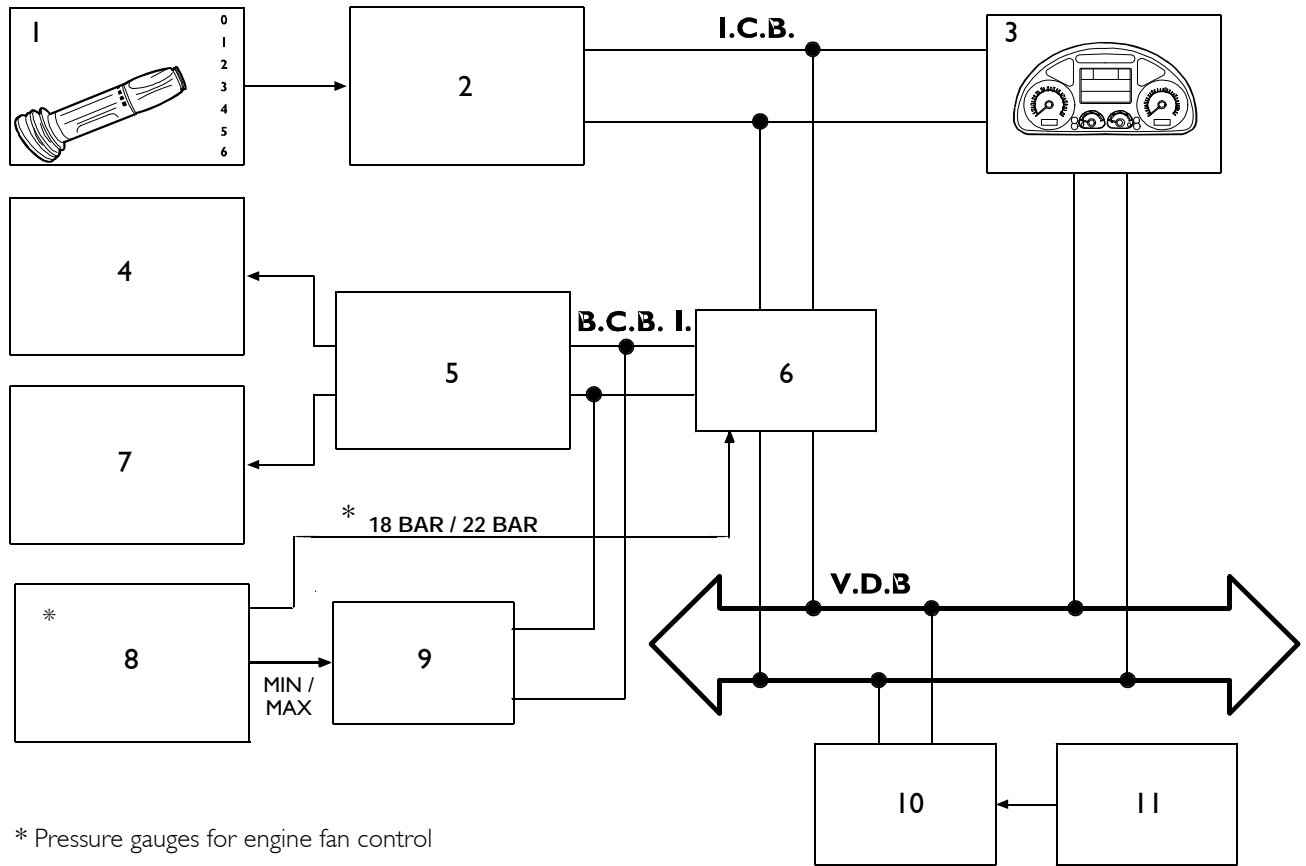 1
0
1
2
3
4
5
6
2
I.C.B.
3
4
5
B.C.B. I.
6
7
* 18 BAR / 22 BAR
*
8
MIN /
MAX
9
V.D.B
10
11
* Pressure gauges for engine fan control